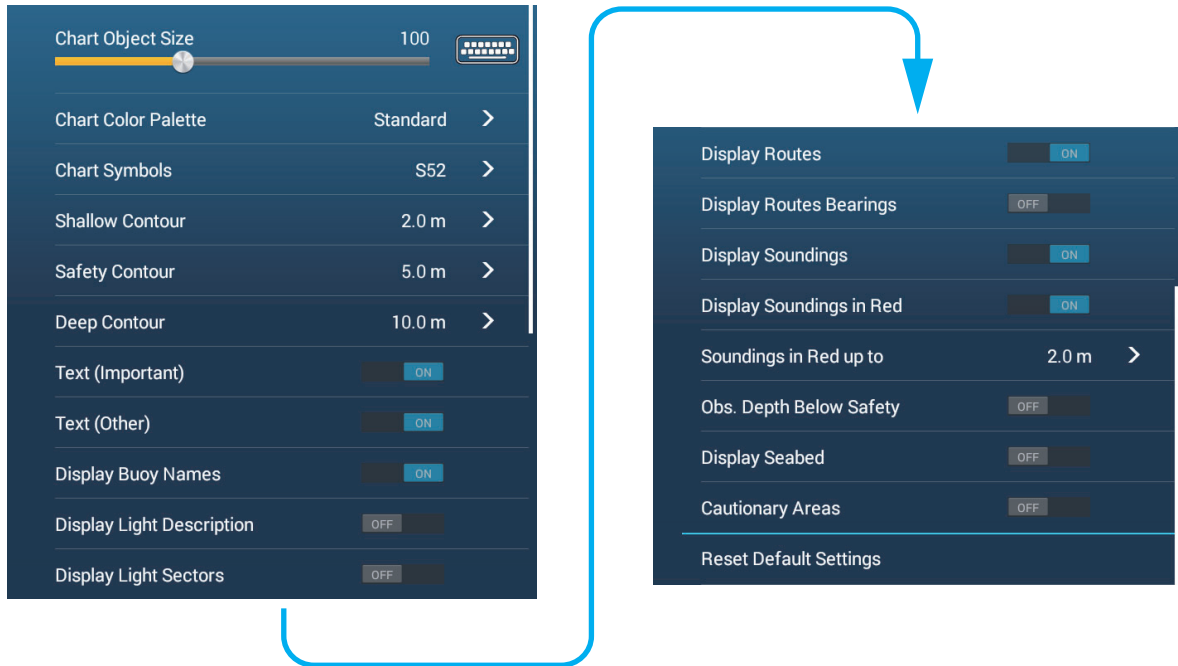 Chart Object Size 100
Chart Color Palette Standard
Chart Symbols S52
Shallow Contour 2.0 m
Safety Contour 5.0 m
Deep Contour 10.0 m
Text (Important) ON
Text (Other) ON
Display Buoy Names ON
Display Light Description OFF
Display Light Sectors OFF
Display Routes ON
Display Routes Bearings OFF
Display Soundings ON
Display Soundings in Red ON
Soundings in Red up to 2.0 m
Obs. Depth Below Safety OFF
Display Seabed OFF
Cautionary Areas OFF
Reset Default Settings